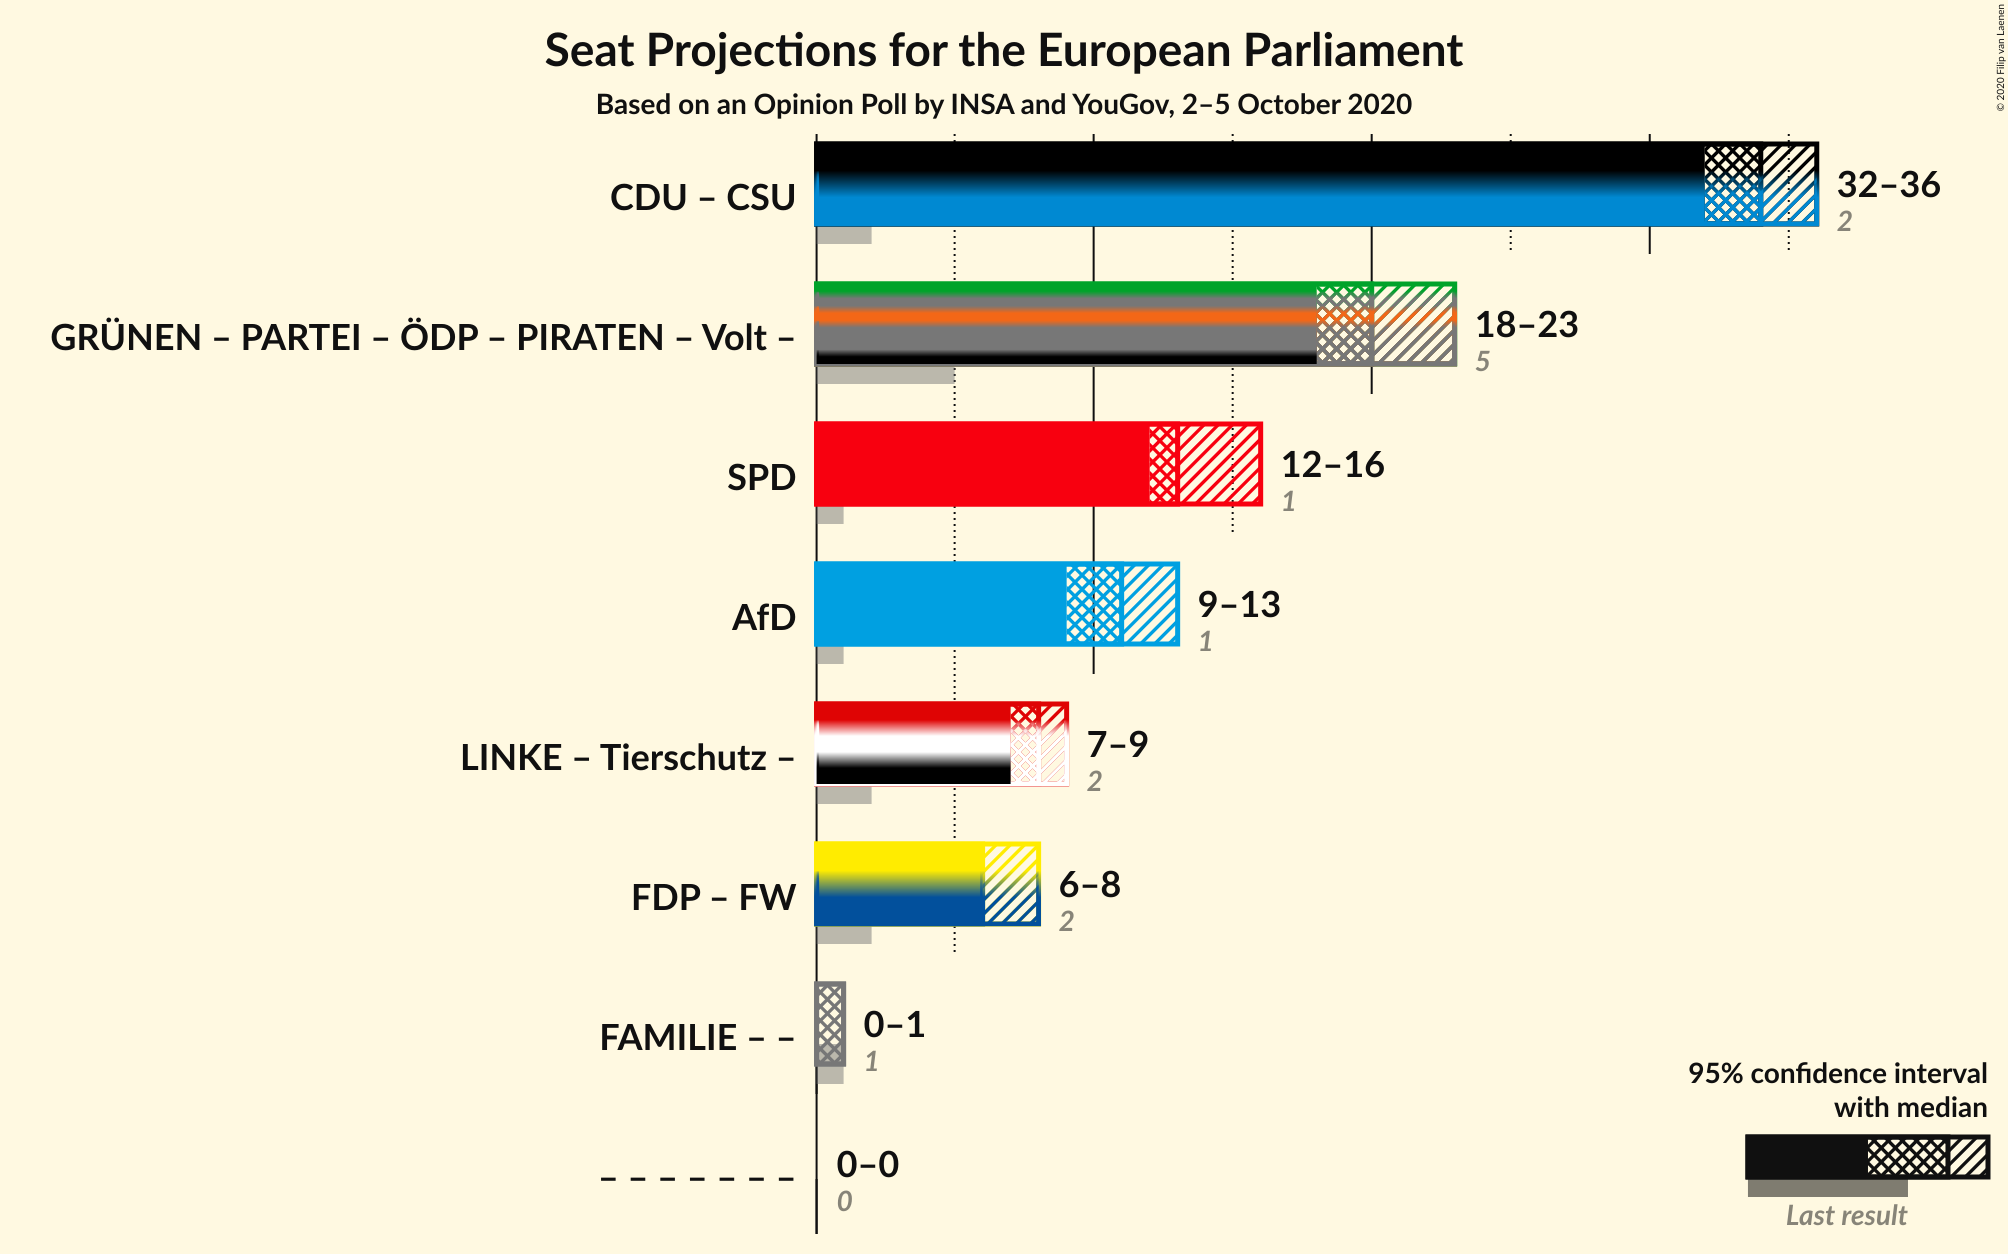 Seat Projections for the European Parliament
Based on an Opinion Poll by INSA and YouGov, 2–5 October 2020
© 2020 Filip van Laenen
CDU – CSU
32–36
2
GRÜNEN – PARTEI – ÖDP – PIRATEN – Volt –
18–23
5
SPD
12–16
1
AfD
9–13
1
LINKE – Tierschutz –
7–9
2
FDP – FW
6–8
2
FAMILIE – –
0–1
1
– – – – – – –
0–0
0
95% confidence interval
with median
Last result